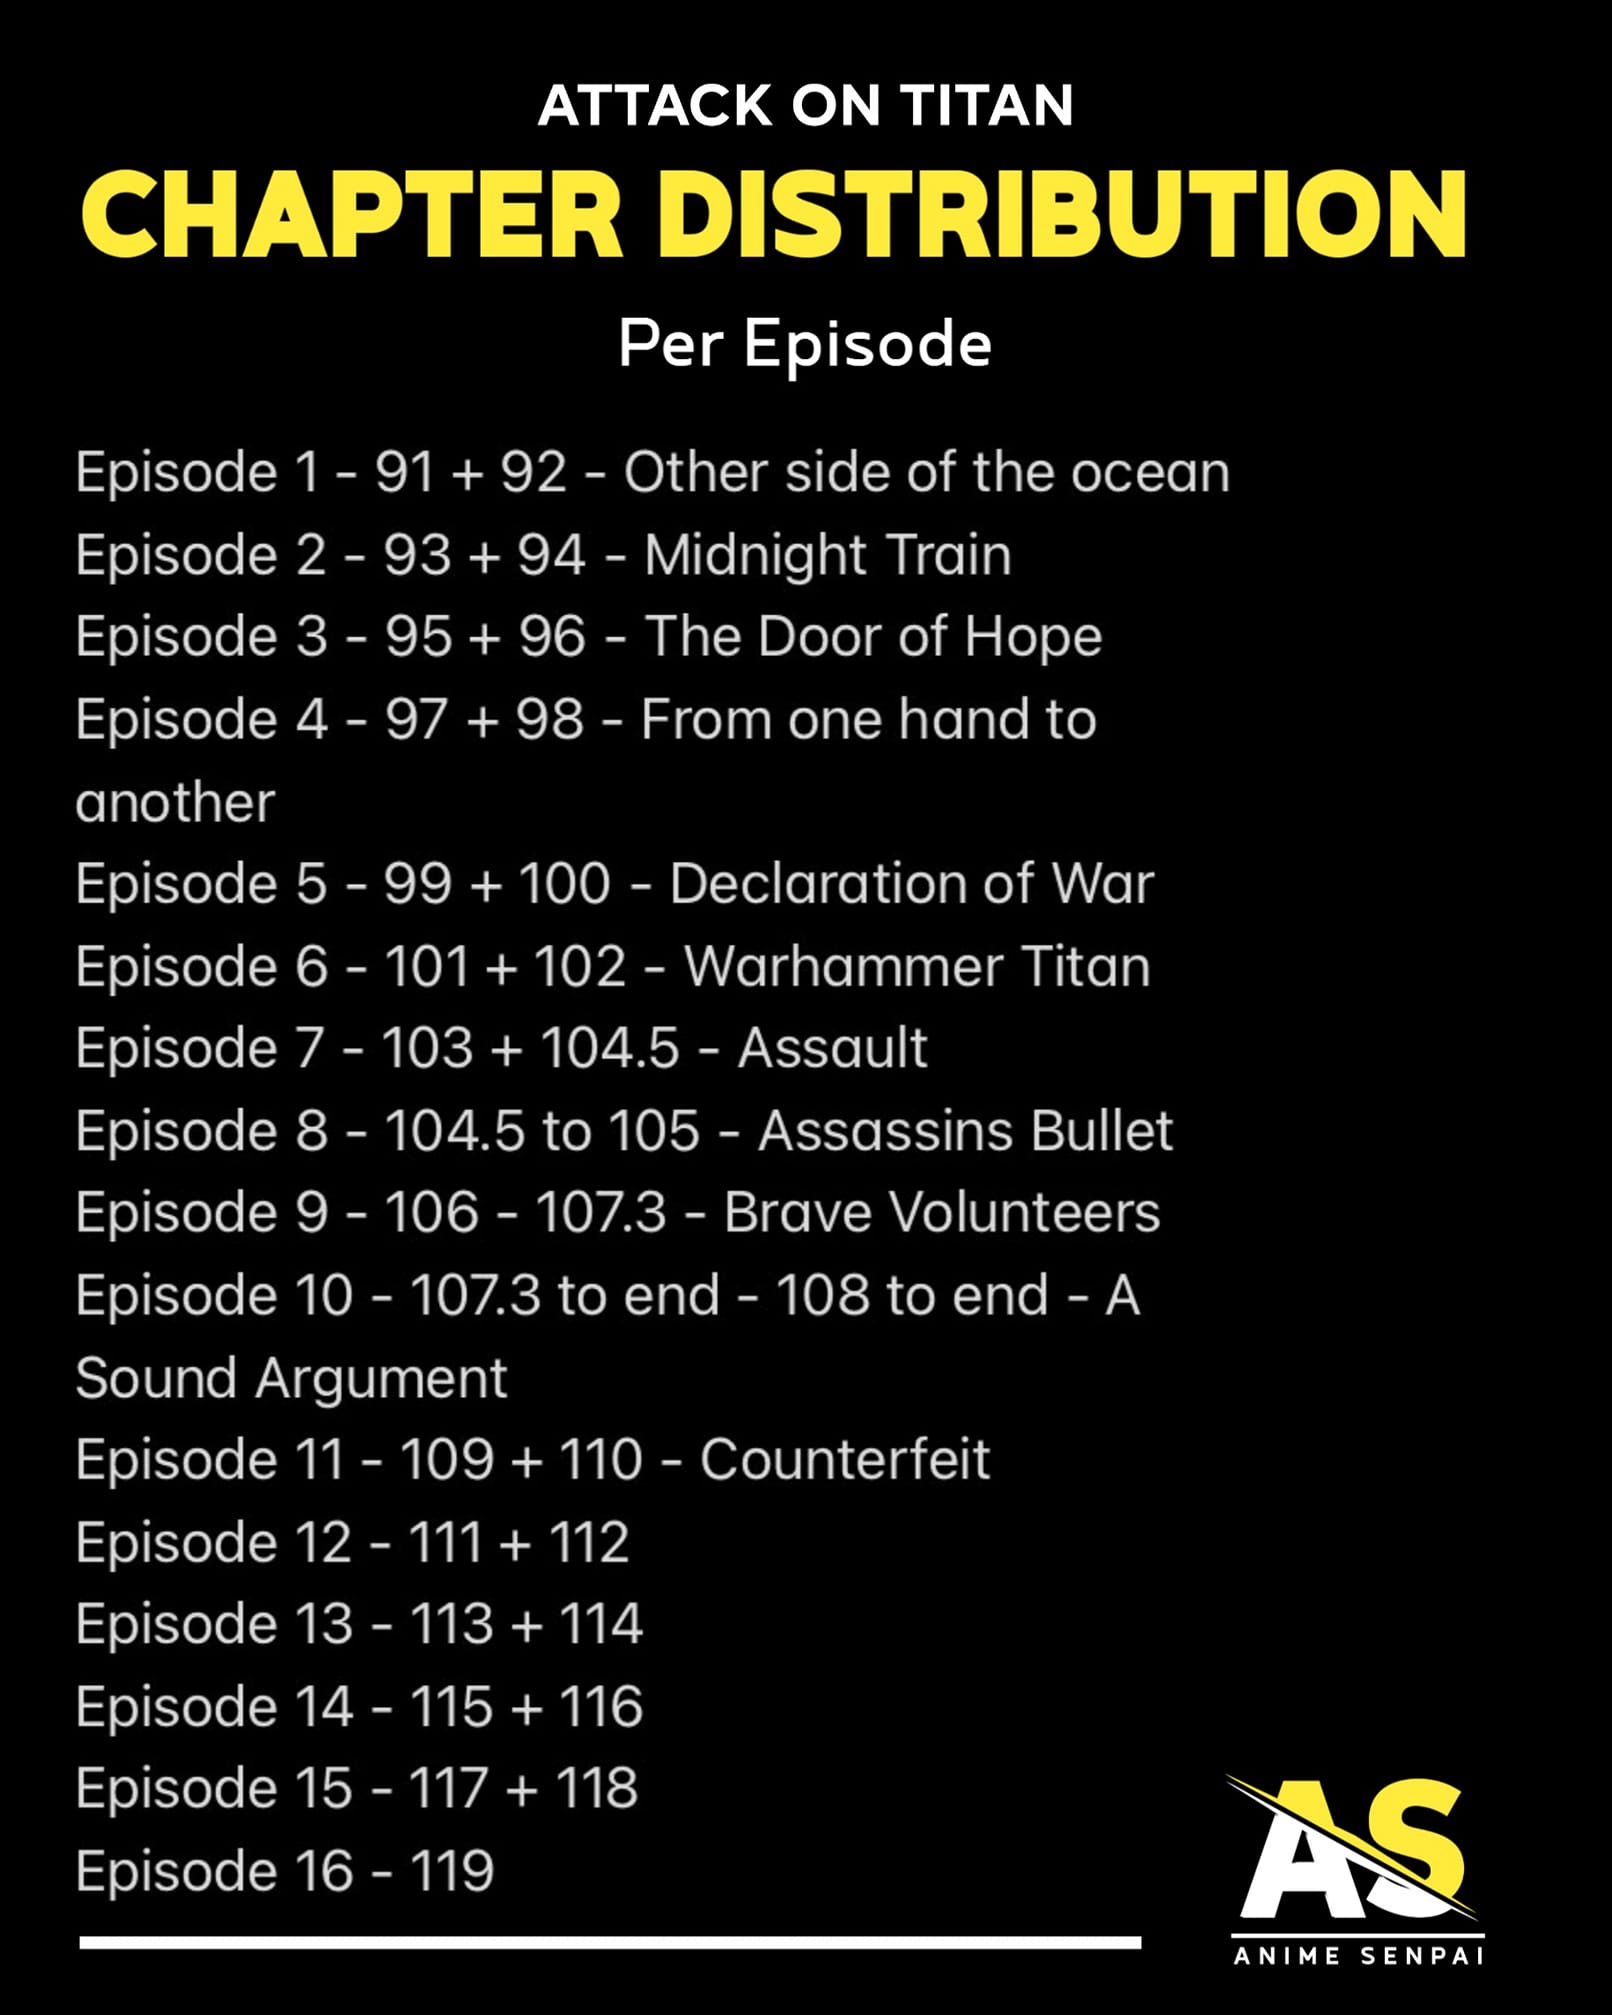 ATTACK ON TITAN
CHAPTER DISTRIBUTION
Per Episode
Episode 1 - 91 + 92 - Other side of the ocean
Episode 2 - 93 + 94 - Midnight Train
Episode 3 - 95 + 96 - The Door of Hope
Episode 4 - 97 + 98 - From one hand to
another
Episode 5 - 99 + 100 - Declaration of War
Episode 6 - 101 + 102 - Warhammer Titan
Episode 7 - 103 + 104.5 - Assault
Episode 8 - 104.5 to 105 - Assassins Bullet
Episode 9 - 106 - 107.3 - Brave Volunteers
Episode 10 - 107.3 to end - 108 to end - A
Sound Argument
Episode 11 - 109 + 110 - Counterfeit
Episode 12 - 111 + 112
Episode 13 - 113 + 114
Episode 14 - 115 + 116
Episode 15 - 117 + 118
Episode 16 - 119
AS
ANIME SENPAI